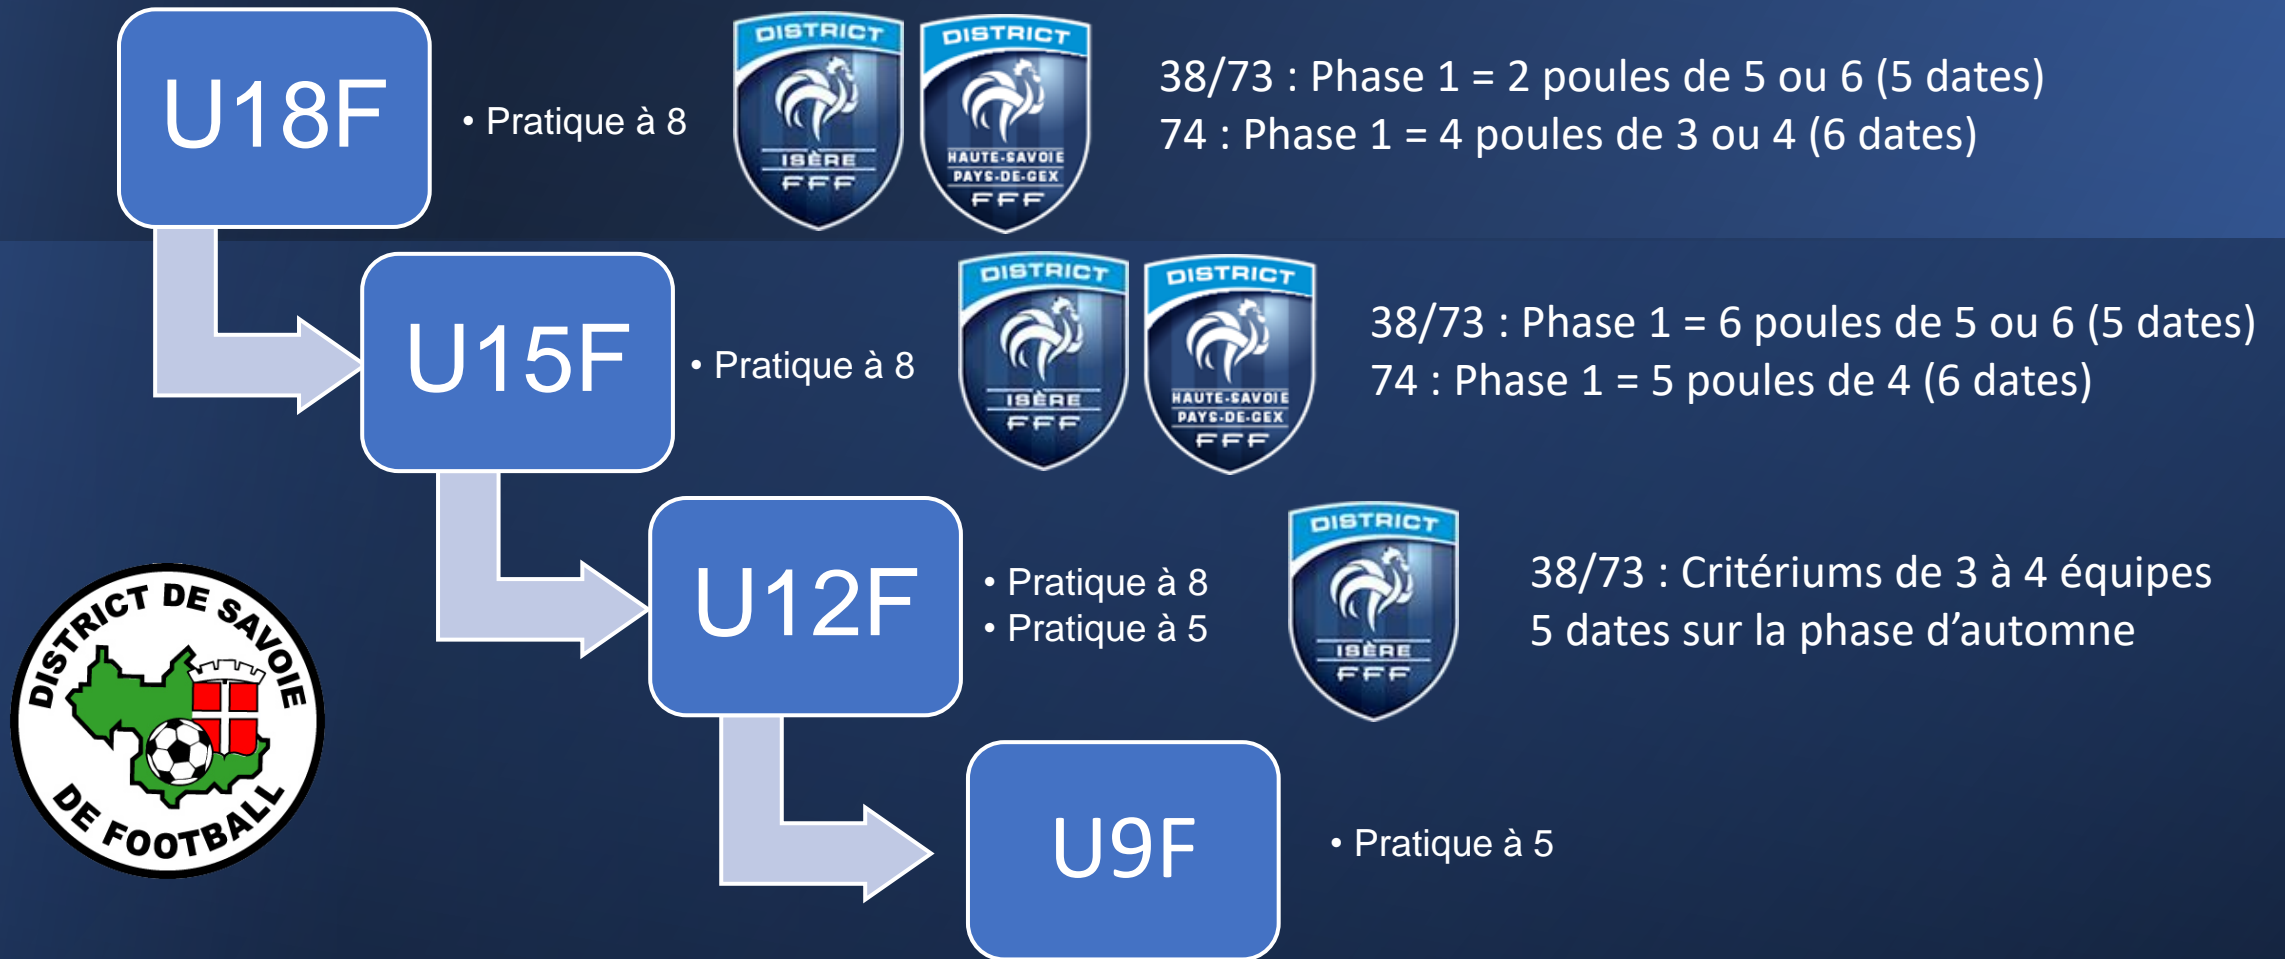 U18F
• Pratique à 8
DISTRICT
ISÈRE
FFF
DISTRICT
HAUTE-SAVOIE
PAYS-DE-GEX
FFF
38/73 : Phase 1 = 2 poules de 5 ou 6 (5 dates)
74 : Phase 1 = 4 poules de 3 ou 4 (6 dates)
U15F
• Pratique à 8
DISTRICT
ISÈRE
FFF
DISTRICT
HAUTE-SAVOIE
PAYS-DE-GEX
FFF
38/73 : Phase 1 = 6 poules de 5 ou 6 (5 dates)
74 : Phase 1 = 5 poules de 4 (6 dates)
U12F
• Pratique à 8
• Pratique à 5
DISTRICT
ISÈRE
FFF
38/73 : Critériums de 3 à 4 équipes
5 dates sur la phase d’automne
DISTRICT DE SAVOIE
DE FOOTBALL
U9F
• Pratique à 5